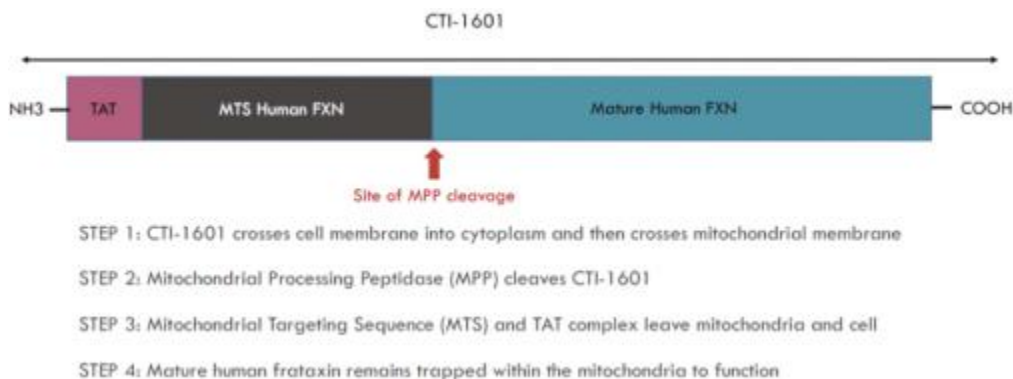 CTI-1601
NH3 TAT MTS Human FXN Mature Human FXN COOH
Site of MPP cleavage
STEP 1: CTI-1601 crosses cell membrane into cytoplasm and then crosses mitochondrial membrane
STEP 2: Mitochondrial Processing Peptidase (MPP) cleaves CTI-1601
STEP 3: Mitochondrial Targeting Sequence (MTS) and TAT complex leave mitochondria and cell
STEP 4: Mature human frataxin remains trapped within the mitochondria to function